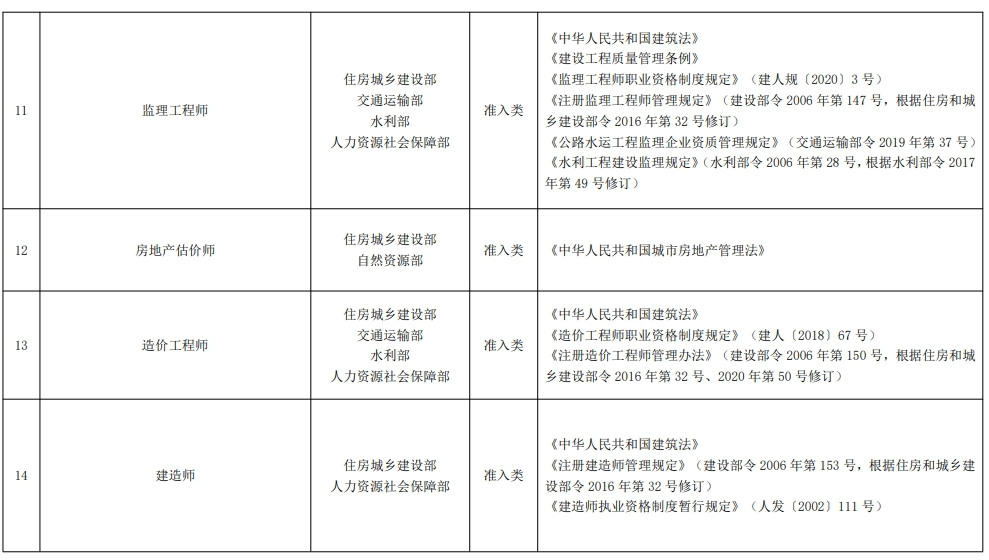 11
监理工程师
住房城乡建设部
交通运输部
水利部
人力资源社会保障部
准入类
《中华人民共和国建筑法》
《建设工程质量管理条例》
《监理工程师职业资格制度规定》（建人规〔2020〕3 号）
《注册监理工程师管理规定》（建设部令 2006 年第 147 号，根据住房和城
乡建设部令 2016 年第 32 号修订）
《公路水运工程监理企业资质管理规定》（交通运输部令 2019 年第 37 号）
《水利工程建设监理规定》（水利部令 2006 年第 28 号，根据水利部令 2017
年第 49 号修订）
12
房地产估价师
住房城乡建设部
自然资源部
准入类
《中华人民共和国城市房地产管理法》
13
造价工程师
住房城乡建设部
交通运输部
水利部
人力资源社会保障部
准入类
《中华人民共和国建筑法》
《造价工程师职业资格制度规定》（建人〔2018〕67 号）
《注册造价工程师管理办法》（建设部令 2006 年第 150 号，根据住房和城
乡建设部令 2016 年第 32 号、2020 年第 50 号修订）
14
建造师
住房城乡建设部
人力资源社会保障部
准入类
《中华人民共和国建筑法》
《注册建造师管理规定》（建设部令 2006 年第 153 号，根据住房和城乡建
设部令 2016 年第 32 号修订）
《建造师执业资格制度暂行规定》（人发〔2002〕111 号）